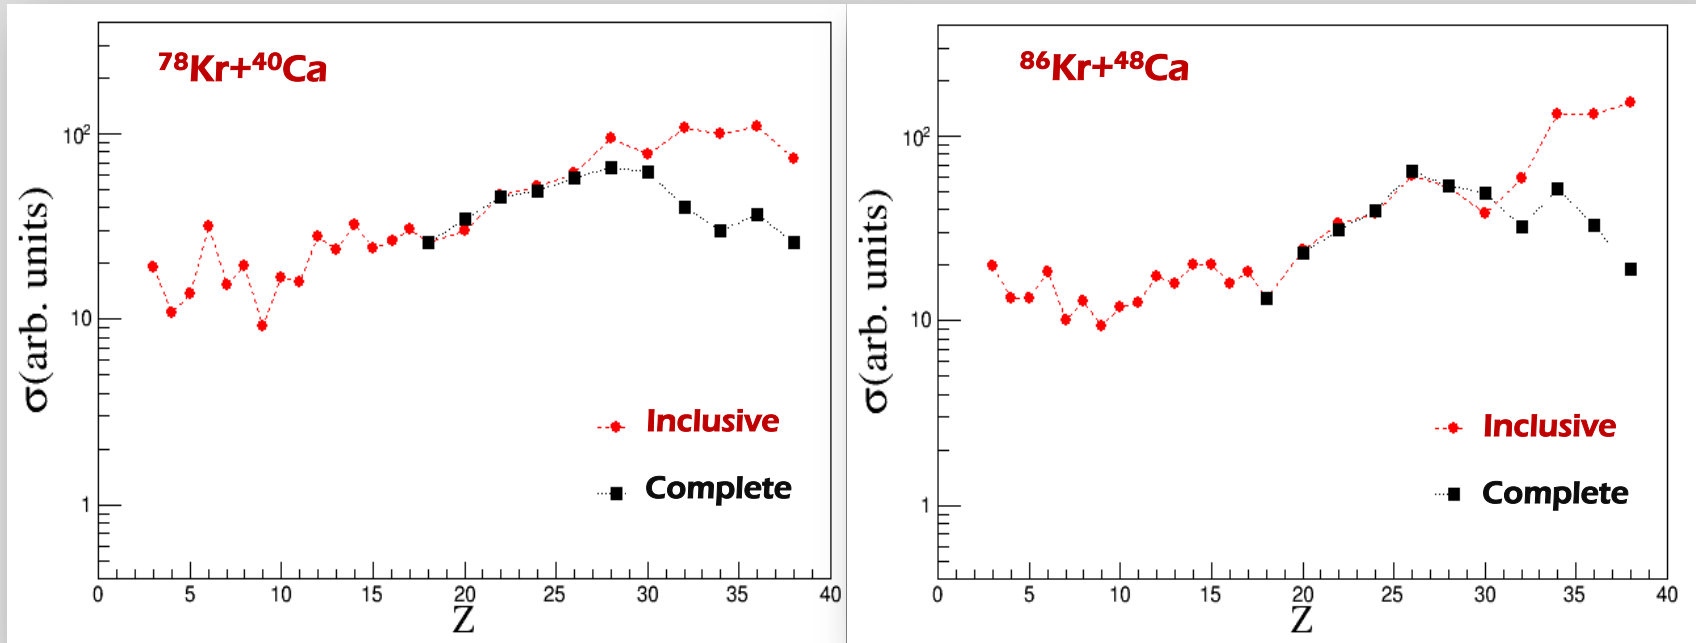 ⁷⁸Kr+⁴⁰Ca
σ(arb. units)
10²
10
1
Inclusive
Complete
0 5 10 15 20 25 30 35 40
Z
⁸⁶Kr+⁴⁸Ca
σ(arb. units)
10²
10
1
Inclusive
Complete
0 5 10 15 20 25 30 35 40
Z